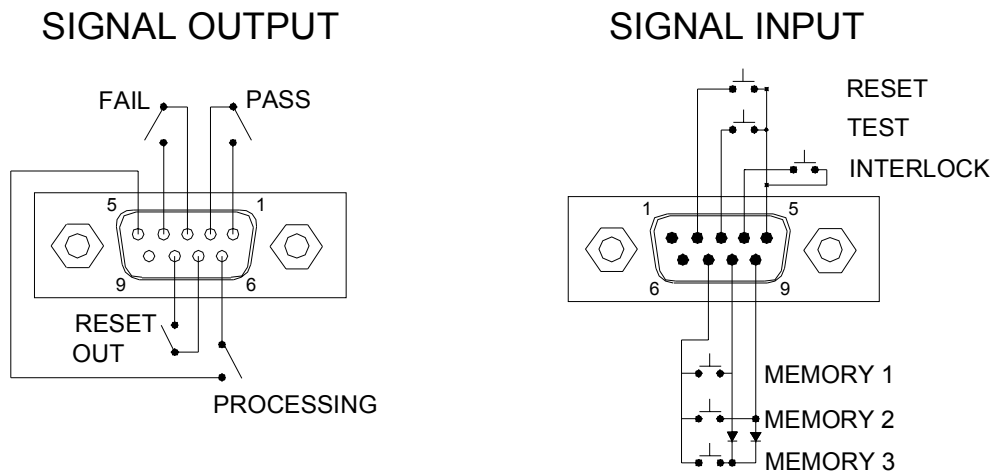 SIGNAL OUTPUT
FAIL
PASS
5
1
9
6
RESET
OUT
PROCESSING
SIGNAL INPUT
RESET
TEST
INTERLOCK
1
5
6
9
MEMORY 1
MEMORY 2
MEMORY 3